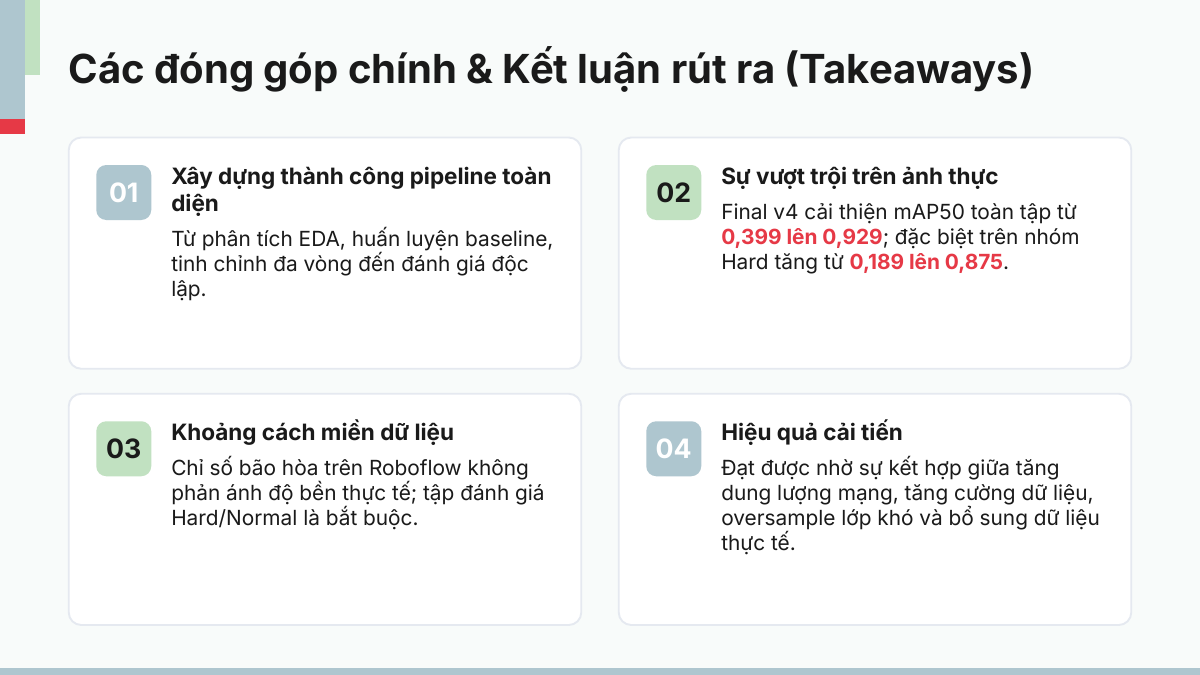 Các đóng góp chính & Kết luận rút ra (Takeaways)
01
Xây dựng thành công pipeline toàn
diện
Từ phân tích EDA, huấn luyện baseline,
tinh chỉnh đa vòng đến đánh giá độc
lập.
02
Sự vượt trội trên ảnh thực
Final v4 cải thiện mAP50 toàn tập từ
0,399 lên 0,929; đặc biệt trên nhóm
Hard tăng từ 0,189 lên 0,875.
03
Khoảng cách miền dữ liệu
Chỉ số bão hòa trên Roboflow không
phản ánh độ bền thực tế; tập đánh giá
Hard/Normal là bắt buộc.
04
Hiệu quả cải tiến
Đạt được nhờ sự kết hợp giữa tăng
dung lượng mạng, tăng cường dữ liệu,
oversample lớp khó và bổ sung dữ liệu
thực tế.